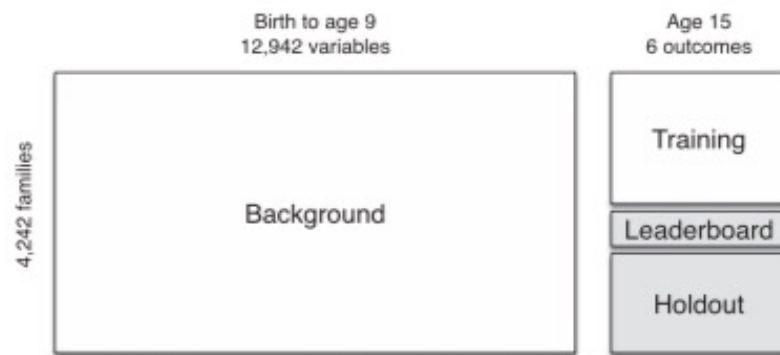 Birth to age 9
12,942 variables
Age 15
6 outcomes
4,242 families
Background
Training
Leaderboard
Holdout